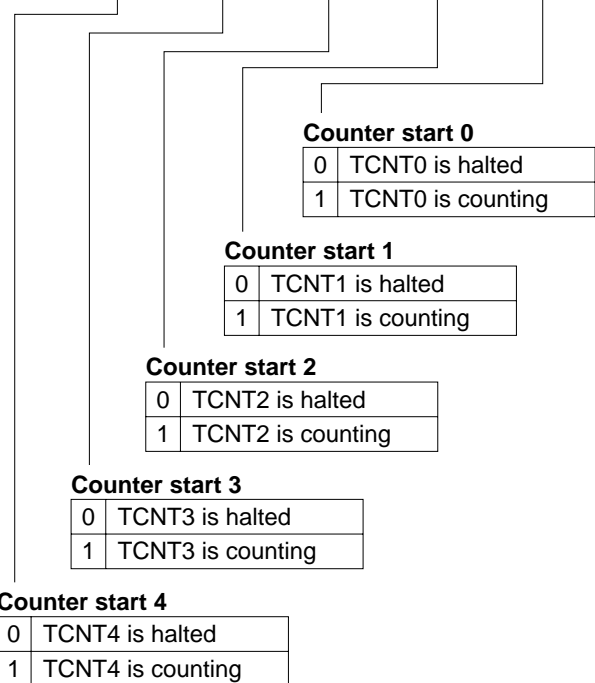 Counter start 0
0 TCNT0 is halted
1 TCNT0 is counting
Counter start 1
0 TCNT1 is halted
1 TCNT1 is counting
Counter start 2
0 TCNT2 is halted
1 TCNT2 is counting
Counter start 3
0 TCNT3 is halted
1 TCNT3 is counting
Counter start 4
0 TCNT4 is halted
1 TCNT4 is counting